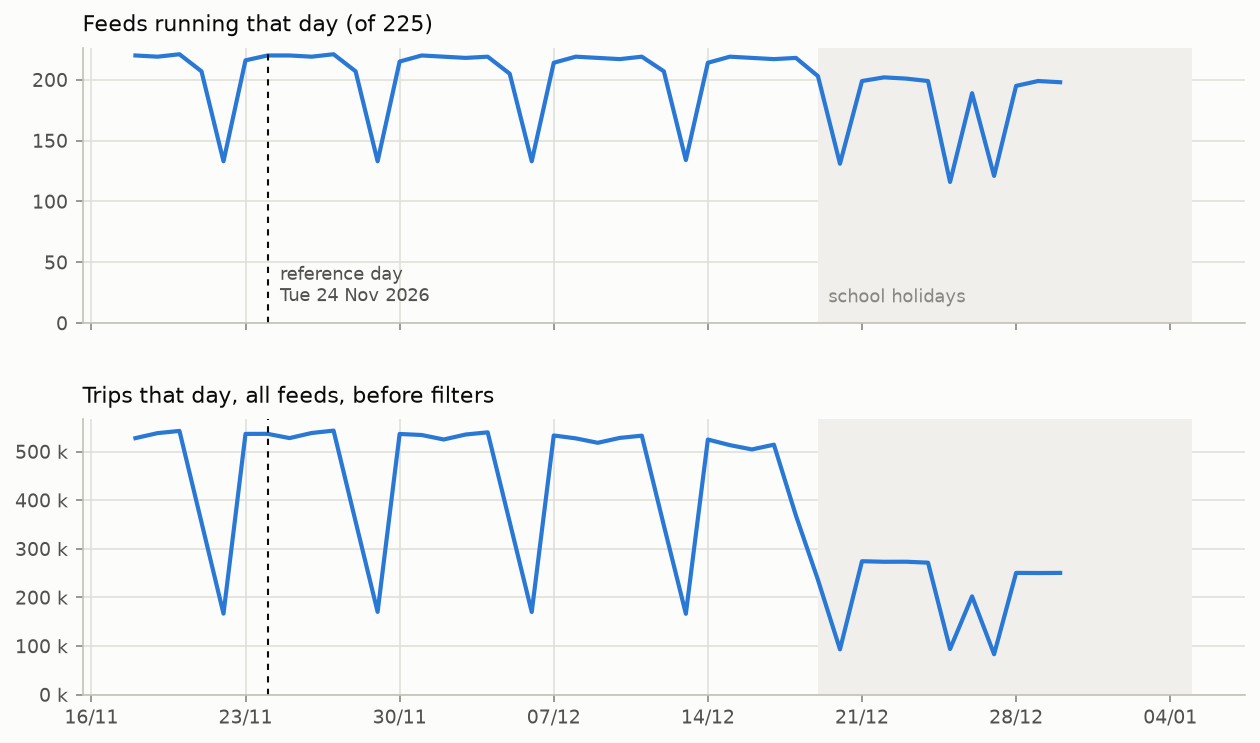 Feeds running that day (of 225)
200
150
100
50
0
reference day
Tue 24 Nov 2026
school holidays
Trips that day, all feeds, before filters
500 k
400 k
300 k
200 k
100 k
0 k
16/11 23/11 30/11 07/12 14/12 21/12 28/12 04/01